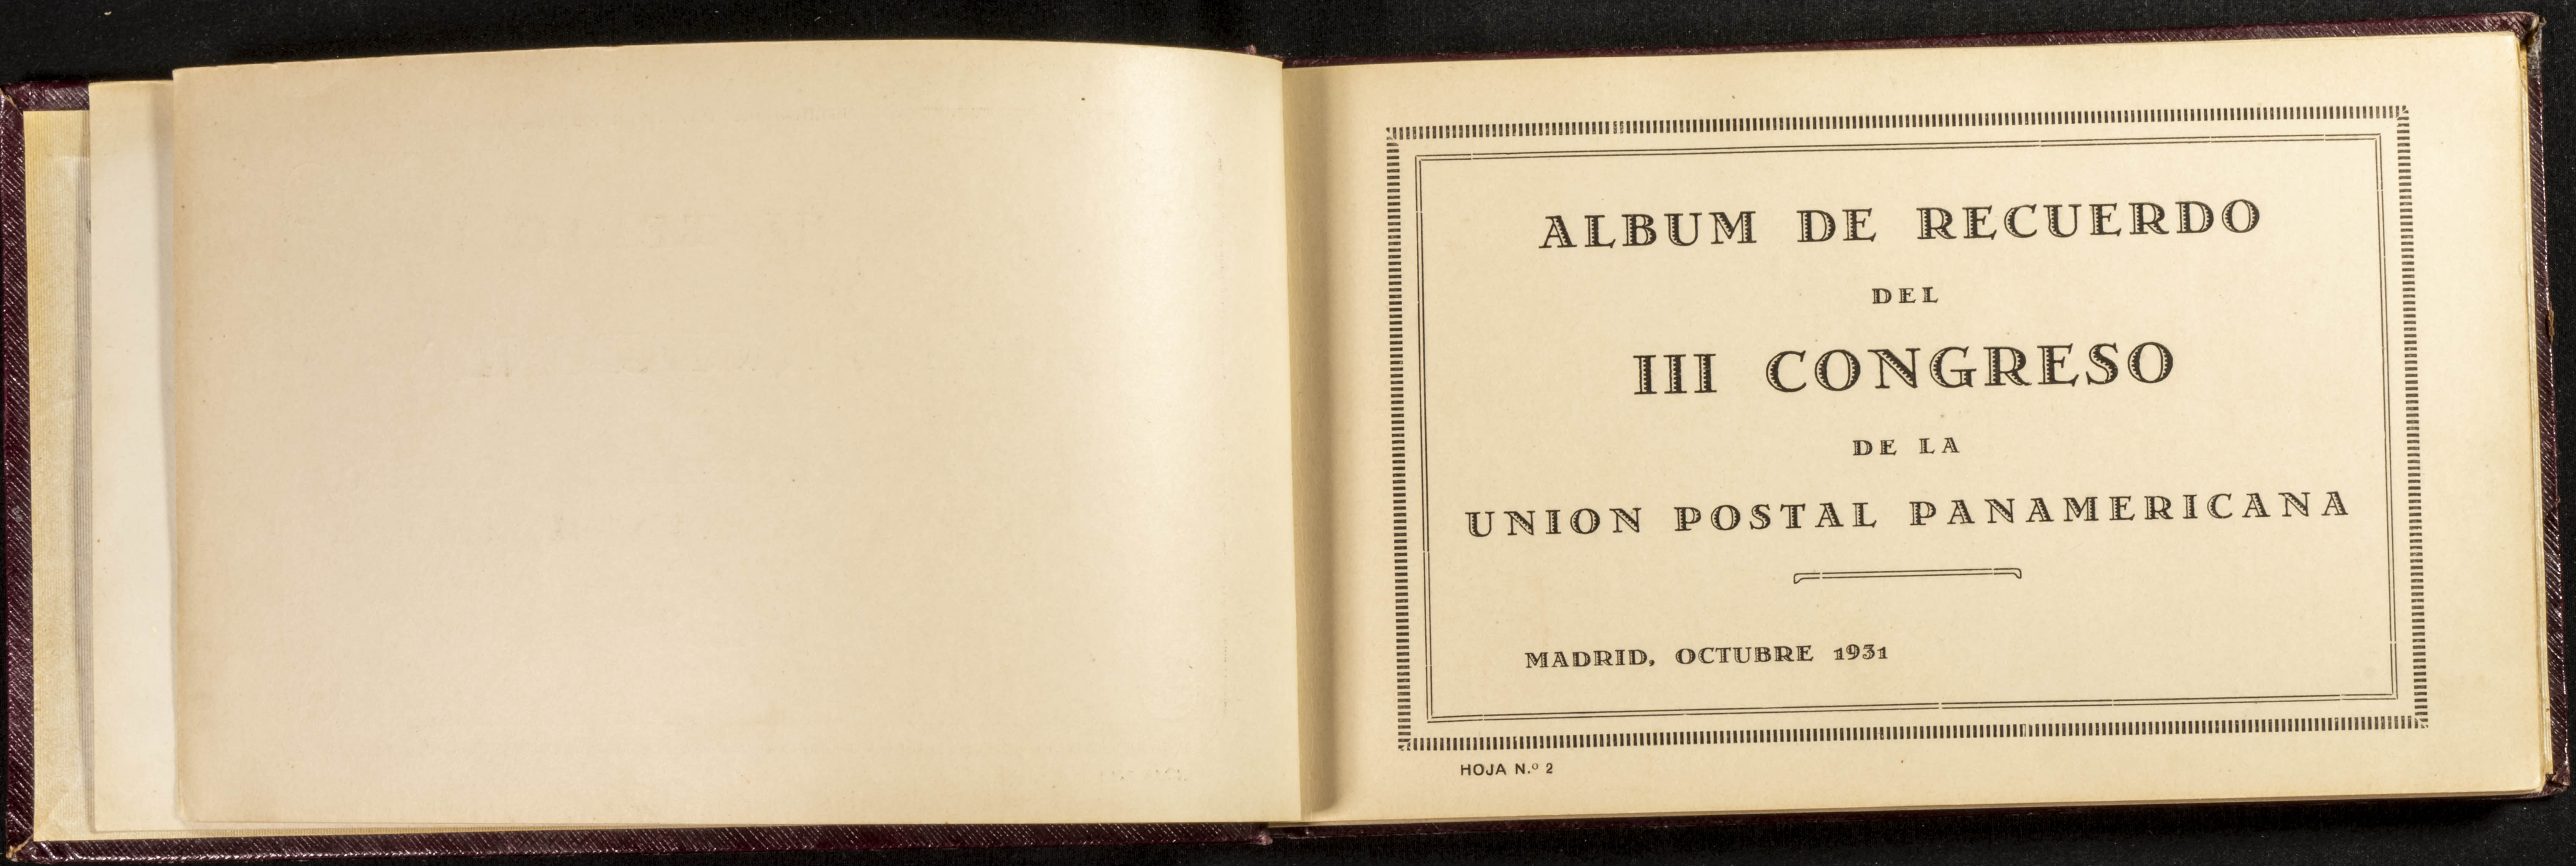 ALBUM DE RECUERDO
DEL
III CONGRESO
DE LA
UNION POSTAL PANAMERICANA
MADRID, OCTUBRE 1931
HOJA N.º 2